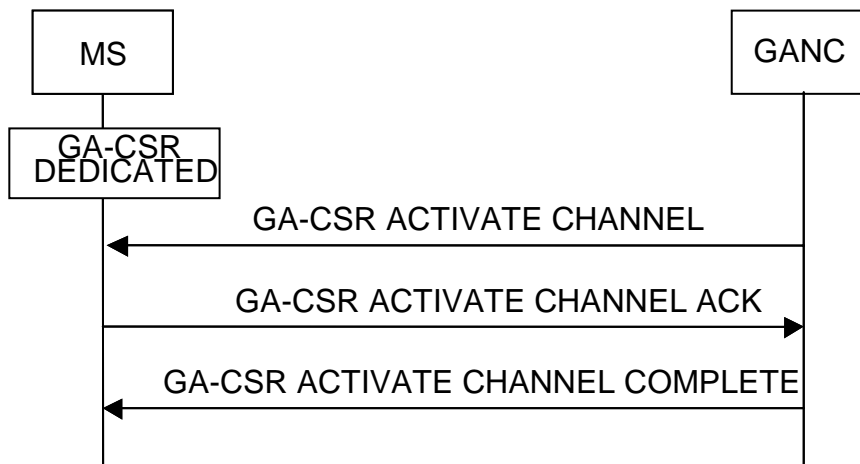 MS
GANC
GA-CSR
DEDICATED
GA-CSR ACTIVATE CHANNEL
GA-CSR ACTIVATE CHANNEL ACK
GA-CSR ACTIVATE CHANNEL COMPLETE